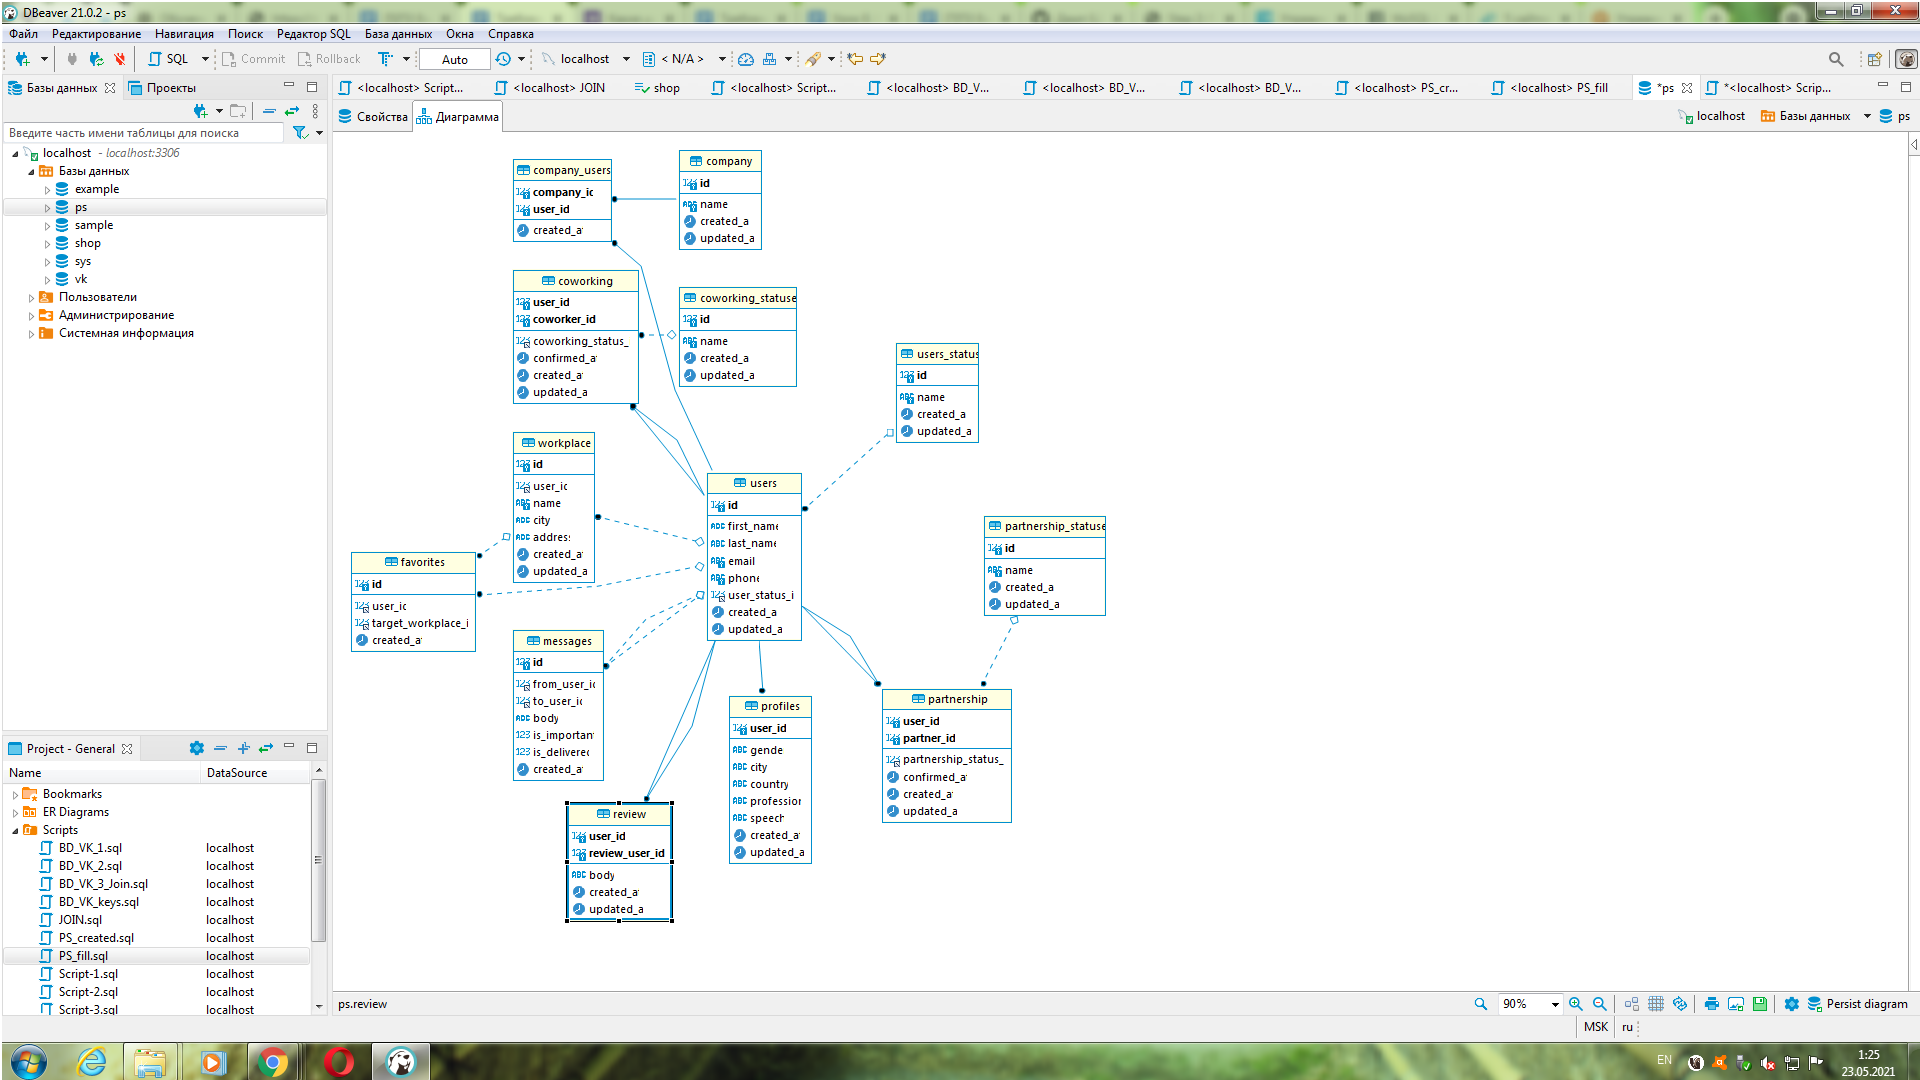 DBeaver 21.0.2 - ps
Файл Редактирование Навигация Поиск Редактор SQL База данных Окна Справка
SQL Commit Rollback Auto localhost < N/A >
Базы данных Проекты
<localhost> Script... <localhost> JOIN shop <localhost> Script... <localhost> BD_V... <localhost> BD_V... <localhost> BD_V... <localhost> PS_cr... <localhost> PS_fill *ps *<localhost> Scrip...
Свойства Диаграмма localhost Базы данных ps
Введите часть имени таблицы для поиска
localhost - localhost:3306
Базы данных
example
ps
sample
shop
sys
vk
Пользователи
Администрирование
Системная информация
company_users
company_ic
user_id
created_a
company
id
name
created_a
updated_a
coworking
user_id
coworker_id
coworking_status_
confirmed_a
created_a
updated_a
coworking_statuse
id
name
created_a
updated_a
users_status
id
name
created_a
updated_a
workplace
id
user_ic
name
city
addres
created_a
updated_a
users
id
first_name
last_name
email
phone
user_status_i
created_a
updated_a
partnership_statuse
id
name
created_a
updated_a
favorites
id
user_ic
target_workplace_i
created_a
messages
id
from_user_ic
to_user_ic
body
is_importan
is_deliverec
created_a
profiles
user_id
gende
city
country
profession
speech
created_a
updated_a
partnership
user_id
partner_id
partnership_status_
confirmed_a
created_a
updated_a
review
user_id
review_user_id
body
created_a
updated_a
Project - General
Name DataSource
Bookmarks
ER Diagrams
Scripts
BD_VK_1.sql localhost
BD_VK_2.sql localhost
BD_VK_3_Join.sql localhost
BD_VK_keys.sql localhost
JOIN.sql localhost
PS_created.sql localhost
PS_fill.sql localhost
Script-1.sql localhost
Script-2.sql localhost
Script-3.sql localhost
ps.review 90% Persist diagram
MSK ru
EN 1:25
23.05.2021